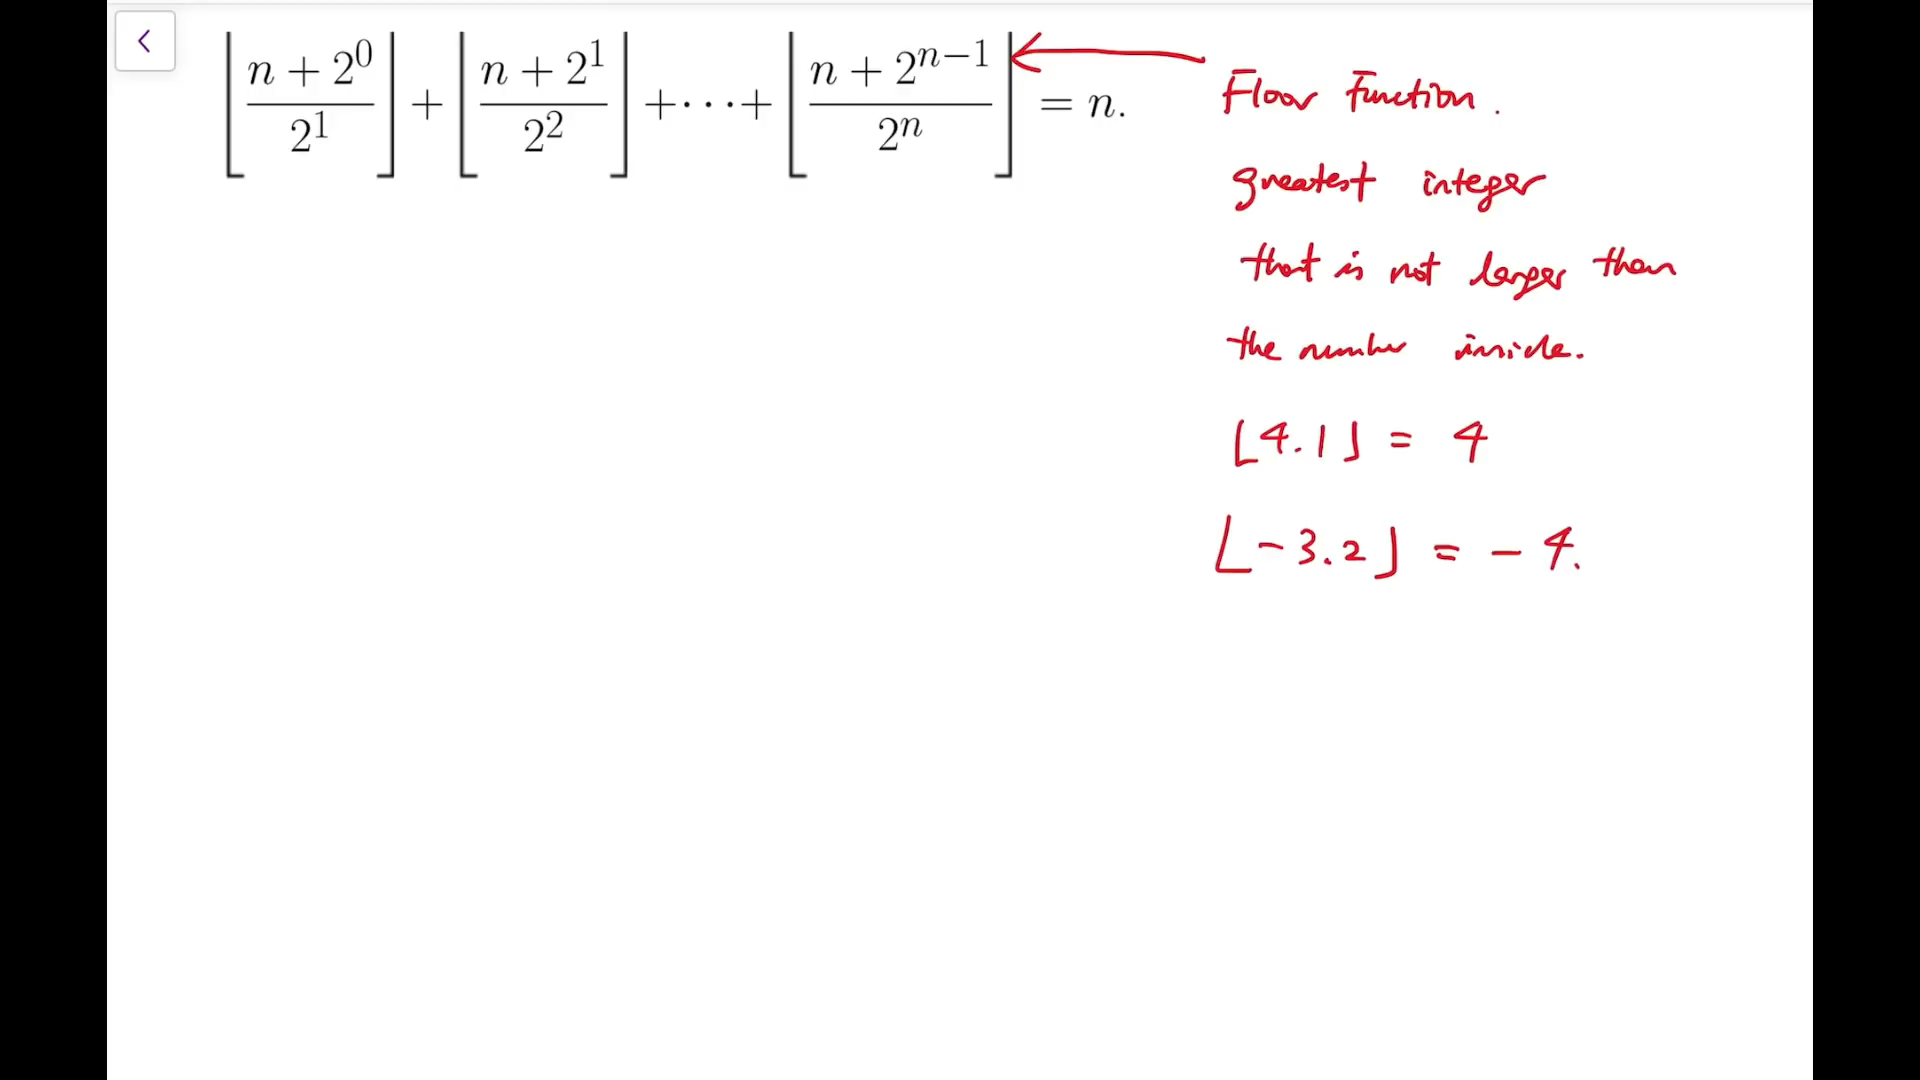 ⌊(n + 2^0)/2^1⌋ + ⌊(n + 2^1)/2^2⌋ + ··· + ⌊(n + 2^{n−1})/2^n⌋ = n.
Floor Function.
greatest integer
that is not larger than
the number inside.
⌊4.1⌋ = 4
⌊-3.2⌋ = -4.